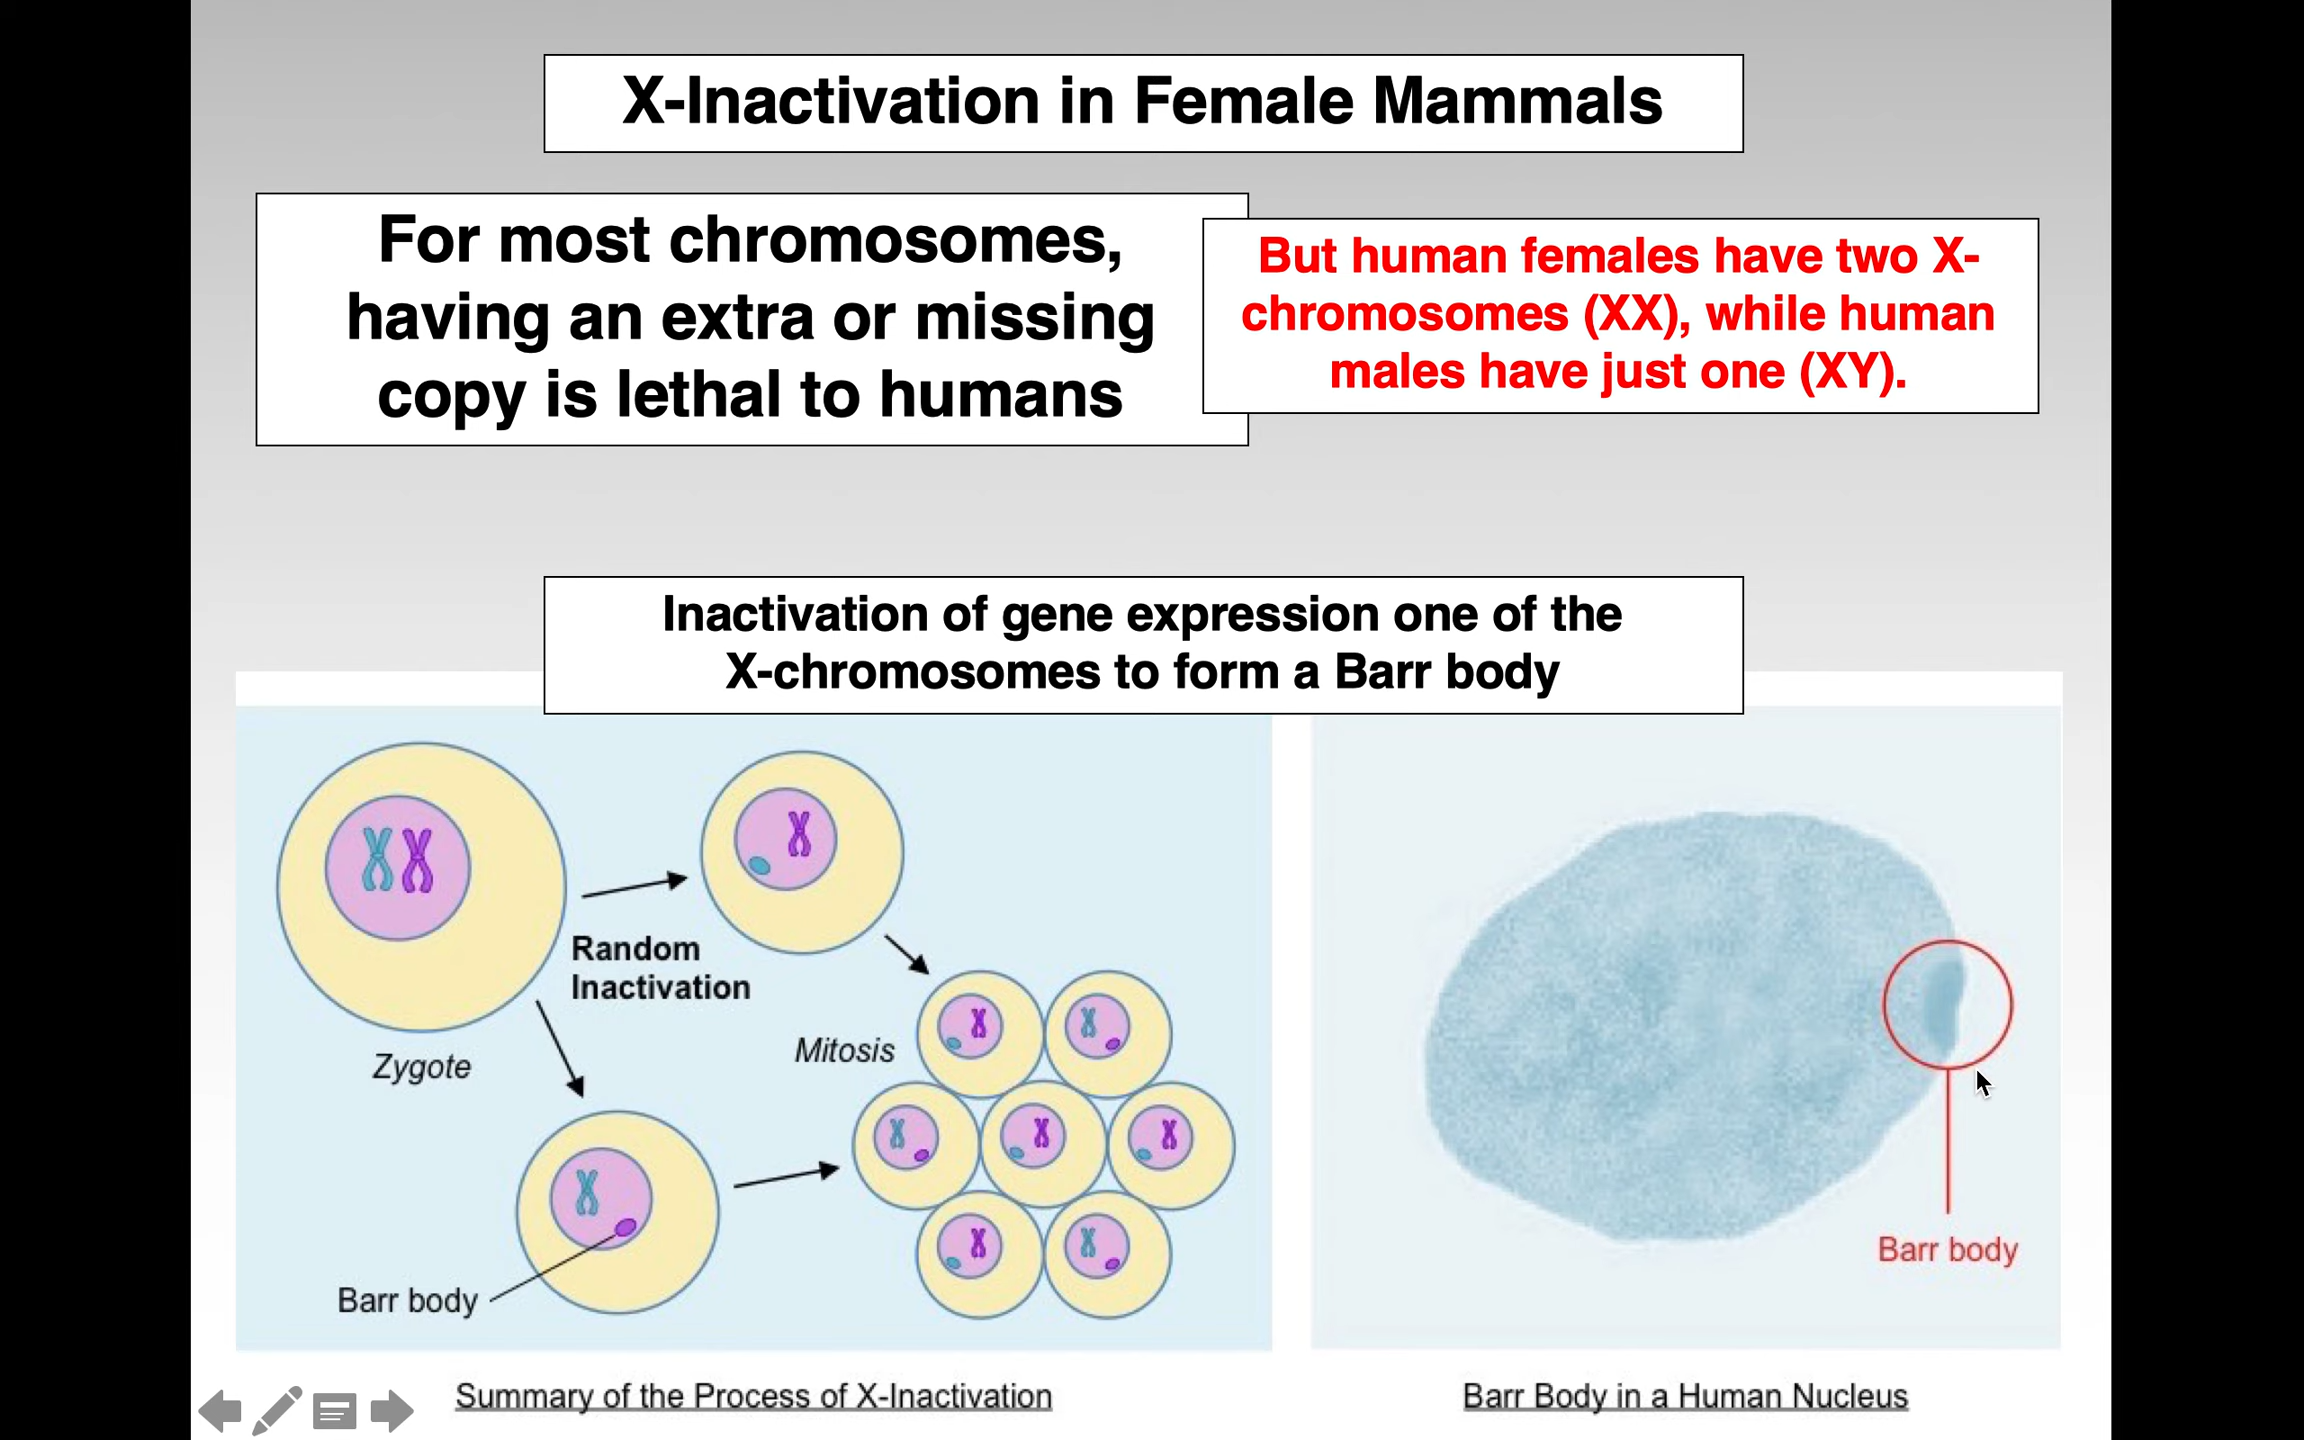 X-Inactivation in Female Mammals
For most chromosomes,
having an extra or missing
copy is lethal to humans
But human females have two X-
chromosomes (XX), while human
males have just one (XY).
Inactivation of gene expression one of the
X-chromosomes to form a Barr body
Random
Inactivation
Zygote
Mitosis
Barr body
Barr body
Summary of the Process of X-Inactivation
Barr Body in a Human Nucleus